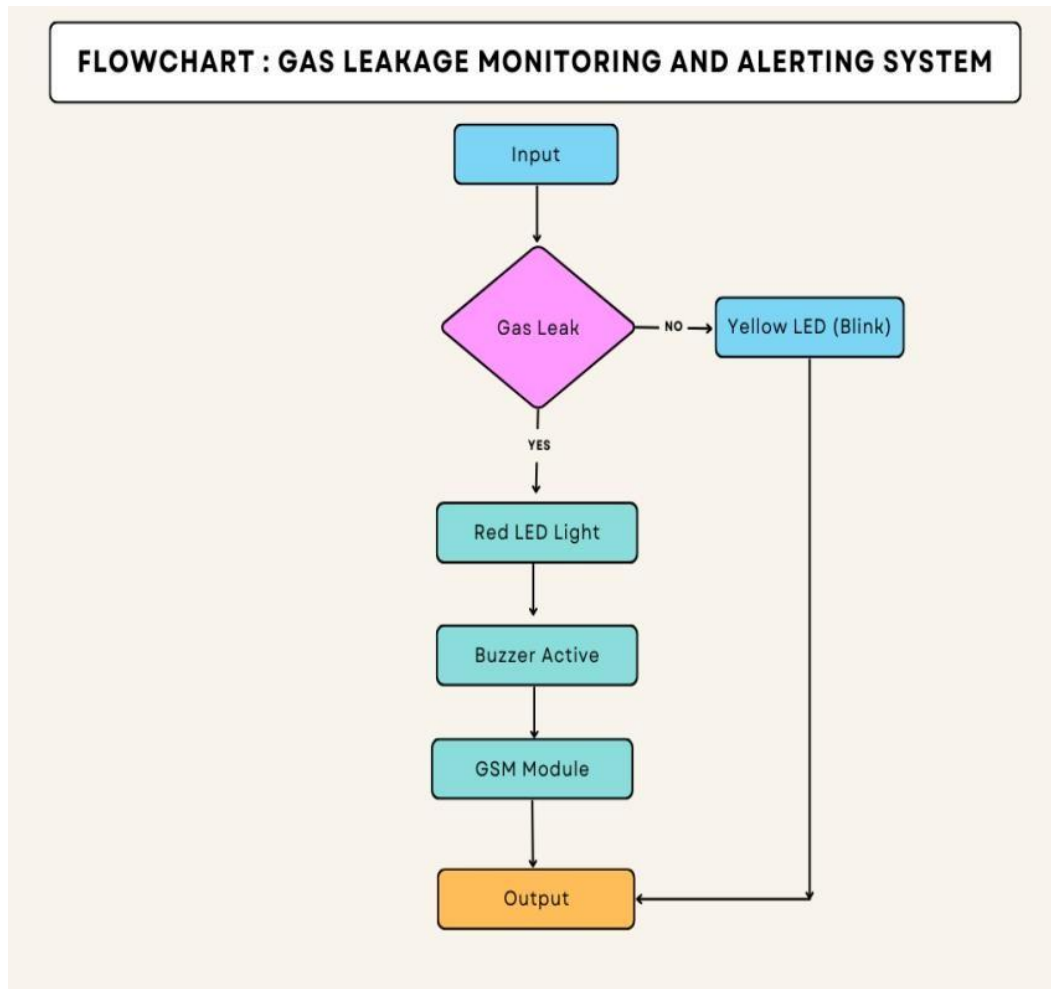 FLOWCHART : GAS LEAKAGE MONITORING AND ALERTING SYSTEM
Input
Gas Leak
NO
Yellow LED (Blink)
YES
Red LED Light
Buzzer Active
GSM Module
Output